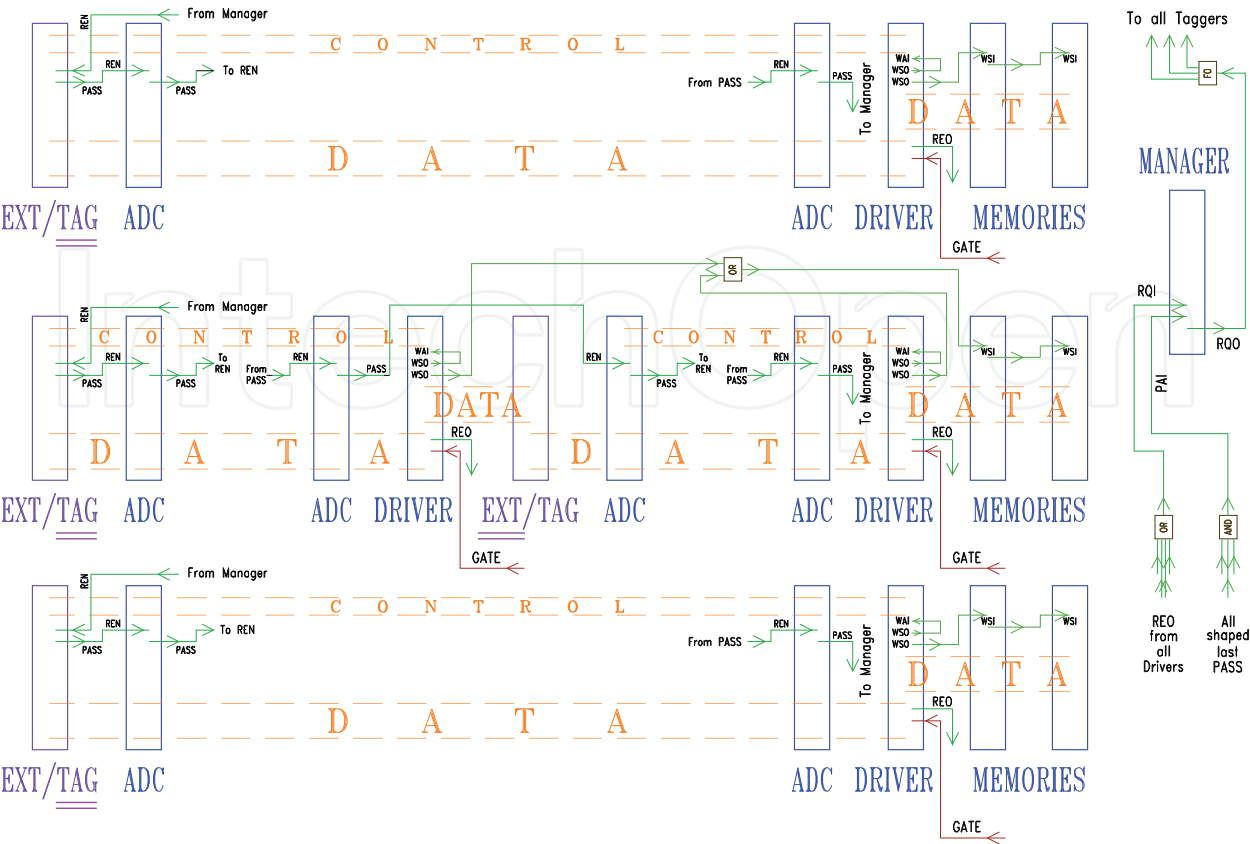 From Manager
REN
C O N T R O L
REN
To REN
PASS
PASS
From PASS
REN
PASS
To Manager
WAI
WSO
WSO
WSI
WSI
D A T A
REO
D A T A
EXT/TAG
ADC
ADC
DRIVER
MEMORIES
GATE
To all Taggers
FO
MANAGER
RQI
RQO
PAI
OR
AND
REO
from
all
Drivers
All
shaped
last
PASS
IntechOpen
OR
From Manager
REN
C O N T R O L
REN
To
REN
PASS
PASS
From
PASS
REN
PASS
WAI
WSO
WSO
DATA
REO
D A T A
REN
C O N T R O L
To
REN
PASS
From
PASS
REN
PASS
To Manager
WAI
WSO
WSO
WSI
WSI
D A T A
REO
D A T A
EXT/TAG
ADC
ADC
DRIVER
EXT/TAG
ADC
ADC
DRIVER
MEMORIES
GATE
GATE
From Manager
REN
C O N T R O L
REN
To REN
PASS
PASS
From PASS
REN
PASS
To Manager
WAI
WSO
WSO
WSI
WSI
D A T A
REO
D A T A
EXT/TAG
ADC
ADC
DRIVER
MEMORIES
GATE